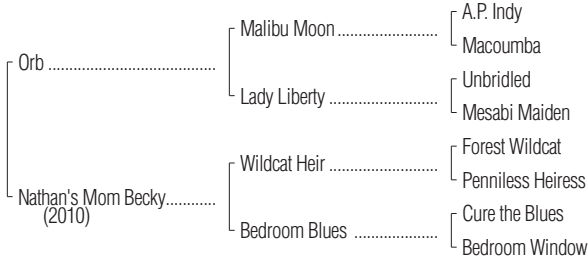 A.P. Indy
Malibu Moon
Macoumba
Orb
Unbridled
Lady Liberty
Mesabi Maiden
Forest Wildcat
Wildcat Heir
Penniless Heiress
Nathan's Mom Becky
(2010)
Cure the Blues
Bedroom Blues
Bedroom Window